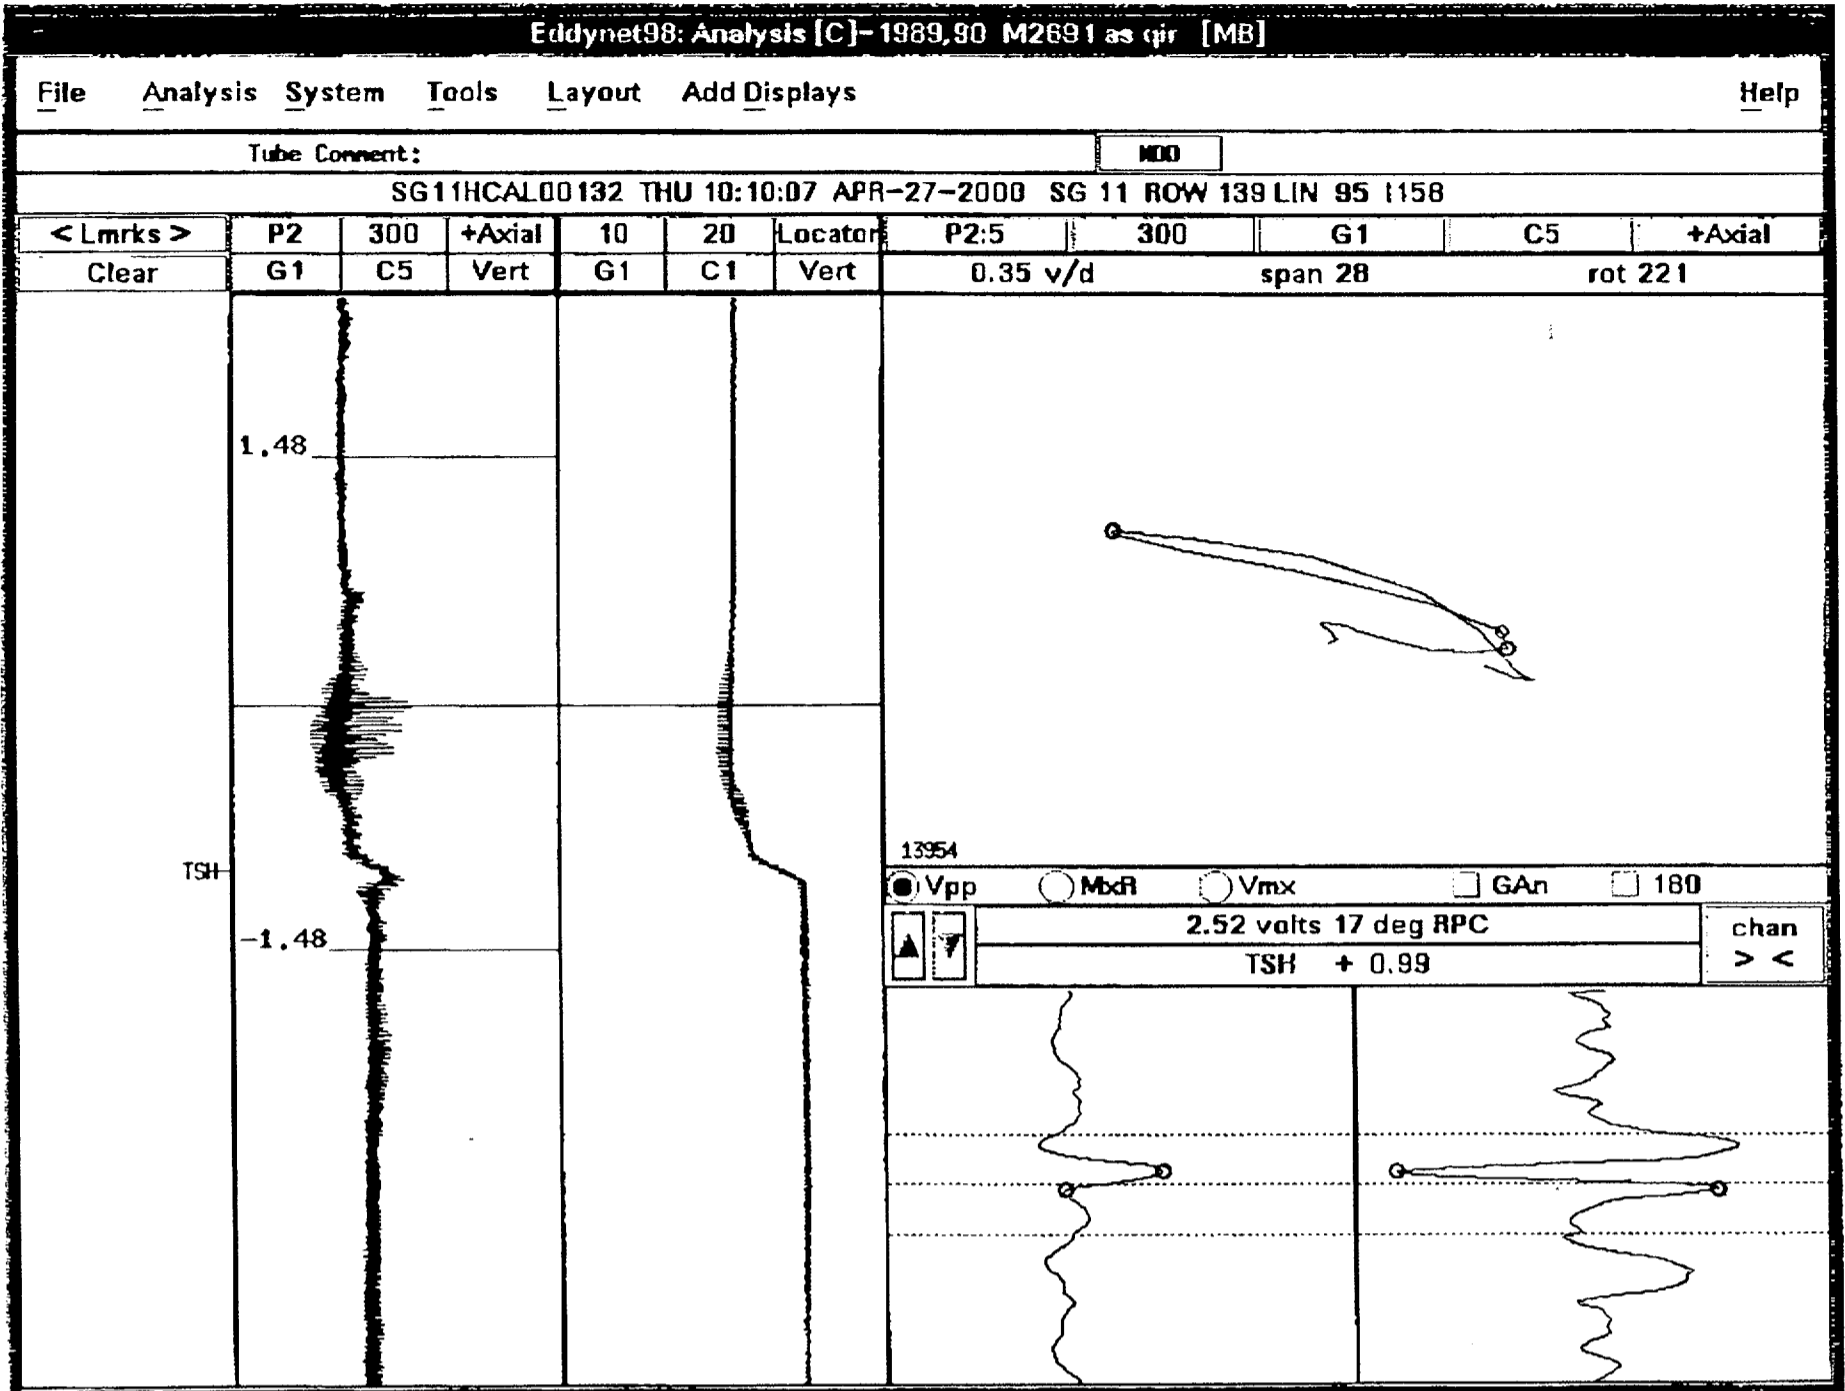 Eddynet98: Analysis [C]-1989,90 M2691 as qir [MB]
File Analysis System Tools Layout Add Displays Help
Tube Comment: NDD
SG11HCAL00132 THU 10:10:07 APR-27-2000 SG 11 ROW 139 LIN 95 I158
< Lmrks > P2 300 +Axial 10 20 Locator P2:5 300 G1 C5 +Axial
Clear G1 C5 Vert G1 C1 Vert 0.35 v/d span 28 rot 221
1.48
13954
TSH
Vpp MxR Vmx GAn 180
2.52 volts 17 deg RPC chan
-1.48
TSH + 0.99 > <